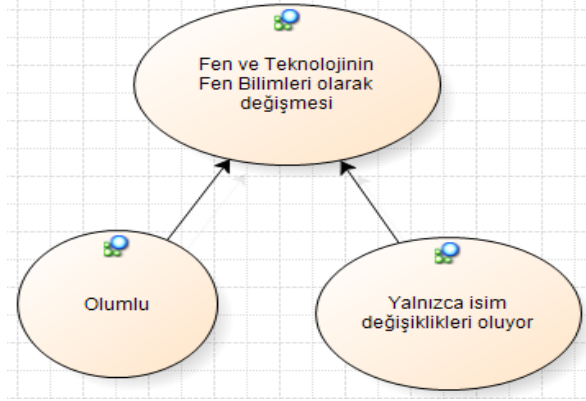 Fen ve Teknolojinin
Fen Bilimleri olarak
değişmesi
Olumlu
Yalnızca isim
değişiklikleri oluyor